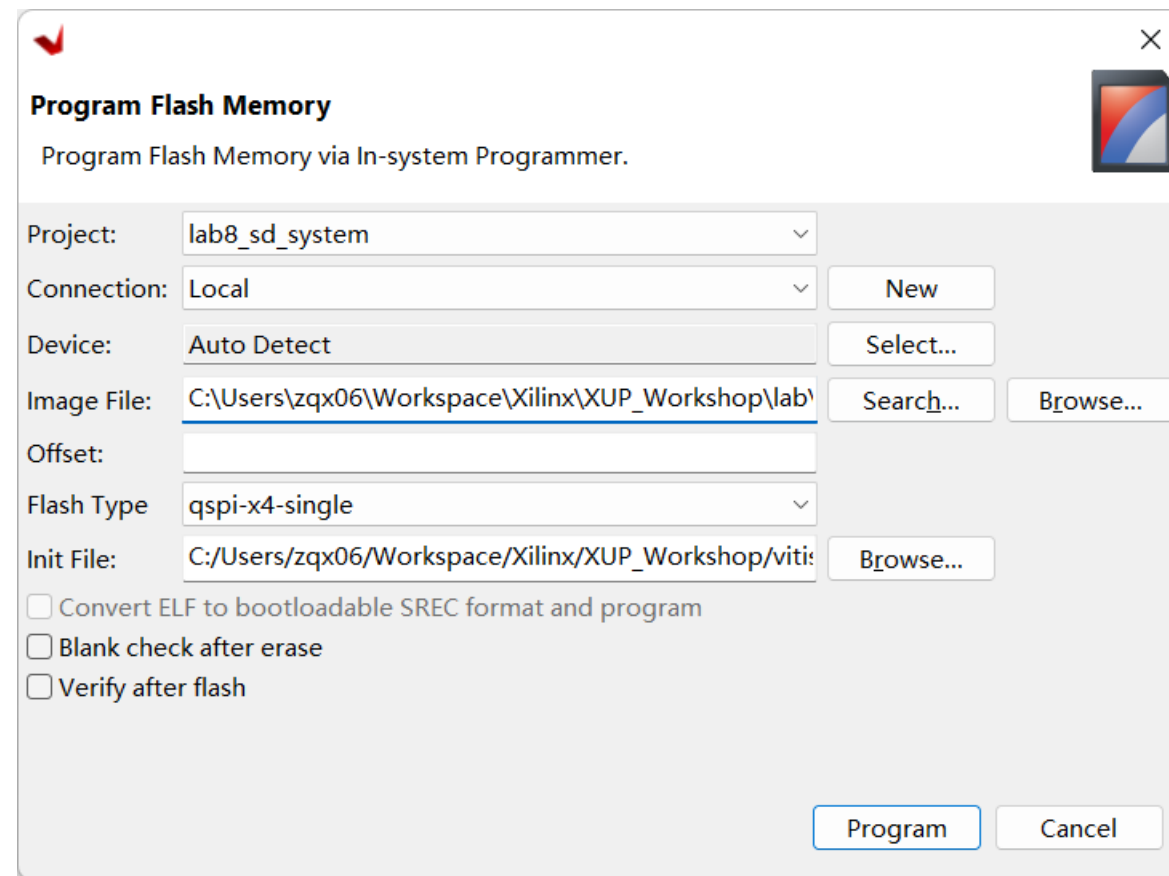 Program Flash Memory
Program Flash Memory via In-system Programmer.
Project: lab8_sd_system
Connection: Local New
Device: Auto Detect Select...
Image File: C:\Users\zqx06\Workspace\Xilinx\XUP_Workshop\lab\ Search... Browse...
Offset:
Flash Type qspi-x4-single
Init File: C:/Users/zqx06/Workspace/Xilinx/XUP_Workshop/vitis Browse...
Convert ELF to bootloadable SREC format and program
Blank check after erase
Verify after flash
Program Cancel